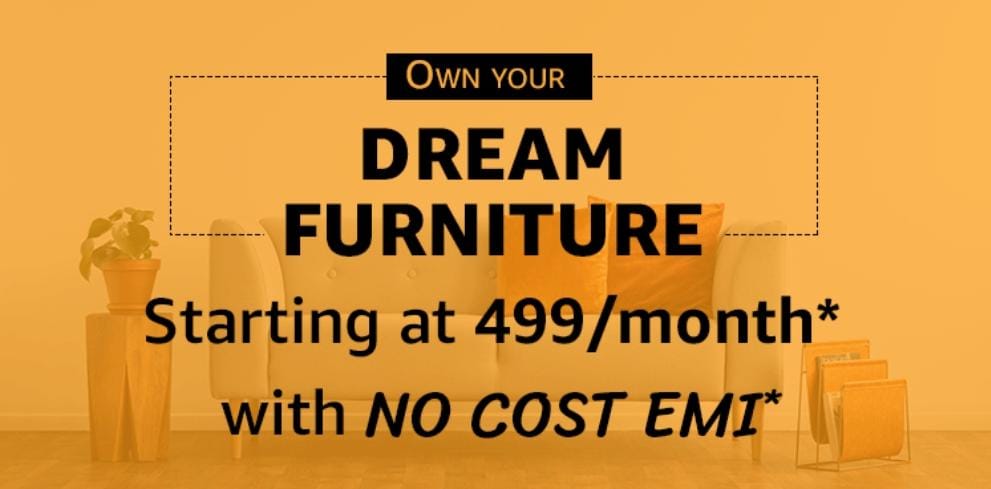 OWN YOUR
DREAM
FURNITURE
Starting at 499/month*
with NO COST EMI*